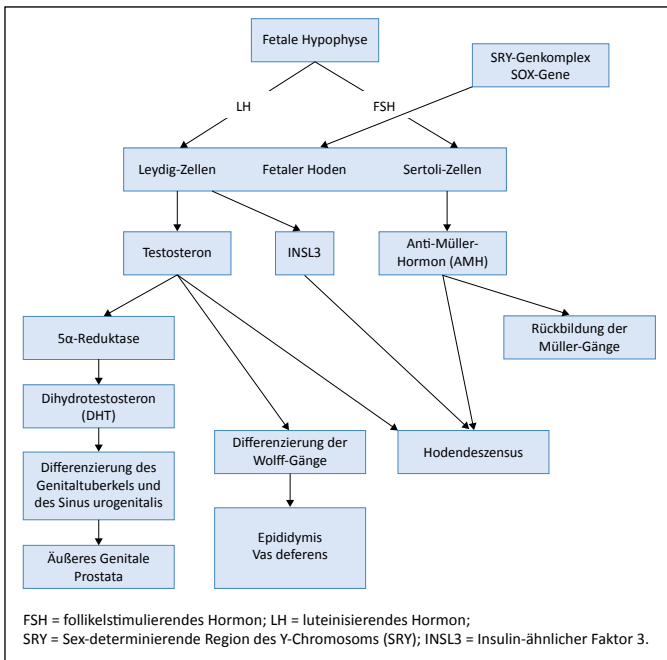 Fetale Hypophyse
SRY-Genkomplex
SOX-Gene
LH
FSH
Leydig-Zellen
Fetaler Hoden
Sertoli-Zellen
Testosteron
INSL3
Anti-Müller-
Hormon (AMH)
5α-Reduktase
Rückbildung der
Müller-Gänge
Dihydrotestosteron
(DHT)
Differenzierung der
Wolff-Gänge
Hodendeszensus
Differenzierung des
Genitaltuberkels und
des Sinus urogenitalis
Epididymis
Vas deferens
Äußeres Genitale
Prostata
FSH = follikelstimulierendes Hormon; LH = luteinisierendes Hormon;
SRY = Sex-determinierende Region des Y-Chromosoms (SRY); INSL3 = Insulin-ähnlicher Faktor 3.